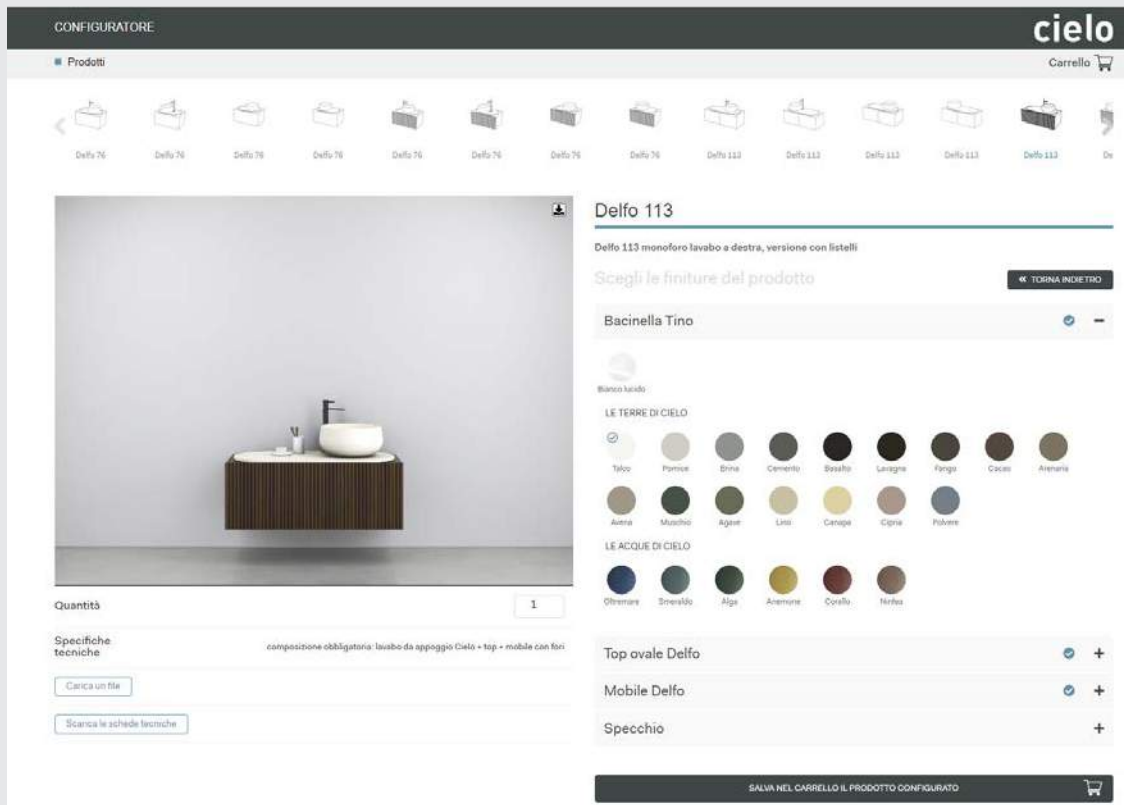 CONFIGURATORE
cielo
Prodotti
Carrello
Delfo 76 Delfo 76 Delfo 76 Delfo 76 Delfo 76 Delfo 76 Delfo 76 Delfo 76 Delfo 113 Delfo 113 Delfo 113 Delfo 113 Delfo 113 De
Delfo 113
Delfo 113 monoforo lavabo a destra, versione con listelli
Scegli le finiture del prodotto
« TORNA INDIETRO
Bacinella Tino
Bianco lucido
LE TERRE DI CIELO
Talco Pomice Brina Cemento Basalto Lavagna Fango Cacao Arenaria
Avena Muschio Agave Lino Canapa Cipria Polvere
LE ACQUE DI CIELO
Oltremare Smeraldo Alga Anemone Corallo Ninfea
Quantità
1
Specifiche
tecniche
composizione obbligatoria: lavabo da appoggio Cielo + top + mobile con fori
Carica un file
Scarica le schede tecniche
Top ovale Delfo
Mobile Delfo
Specchio
SALVA NEL CARRELLO IL PRODOTTO CONFIGURATO